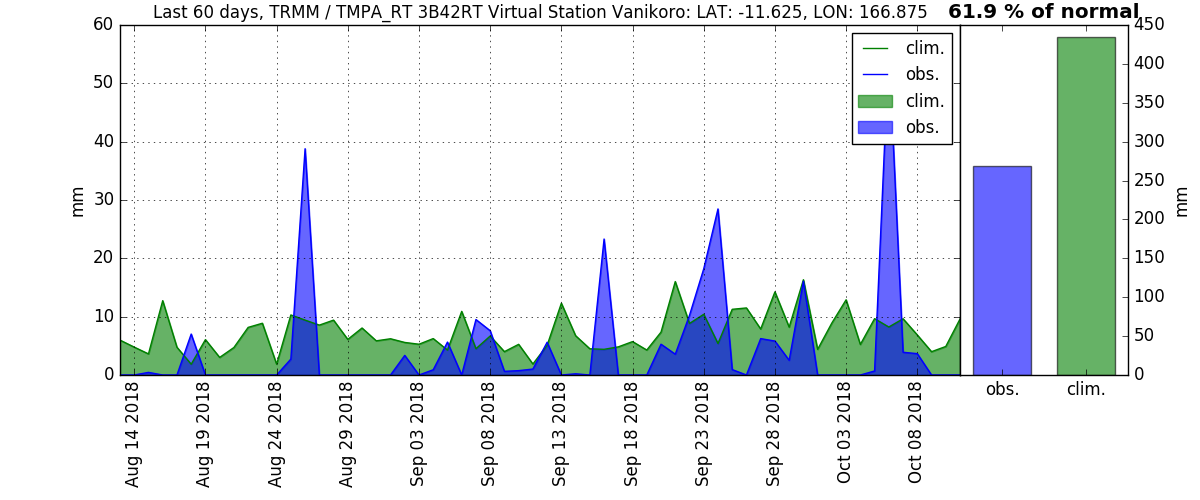 Last 60 days, TRMM / TMPA_RT 3B42RT Virtual Station Vanikoro: LAT: -11.625, LON: 166.875
61.9 % of normal
60
50
40
30
20
10
0
mm
clim.
obs.
clim.
obs.
450
400
350
300
250
200
150
100
50
0
mm
obs.
clim.
Aug 14 2018
Aug 19 2018
Aug 24 2018
Aug 29 2018
Sep 03 2018
Sep 08 2018
Sep 13 2018
Sep 18 2018
Sep 23 2018
Sep 28 2018
Oct 03 2018
Oct 08 2018